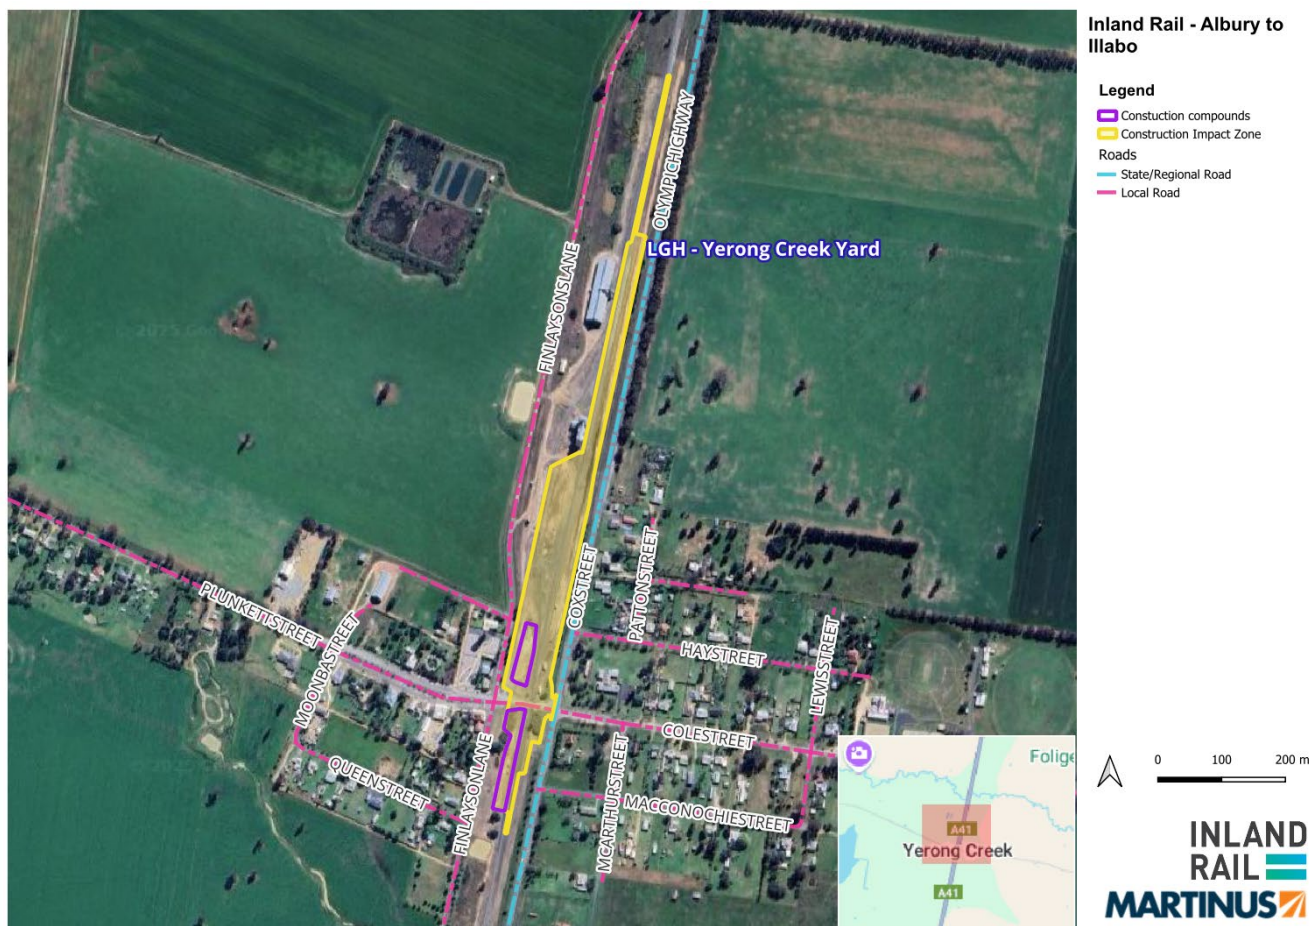 Inland Rail - Albury to
Illabo
Legend
Constuction compounds
Construction Impact Zone
Roads
State/Regional Road
Local Road
OLYMPICHIGHWAY
LGH - Yerong Creek Yard
FINLAYSONSLANE
COXSTREET
PATTONSTREET
PLUNKETTSTREET
MOONBASTREET
HAYSTREET
LEWISSTREET
COLESTREET
QUEENSTREET
FINLAYSONLANE
MCARTHURSTREET
MACCONOCHIESTREET
A41
Yerong Creek
A41
0 100 200 m
INLAND
RAIL
MARTINUS